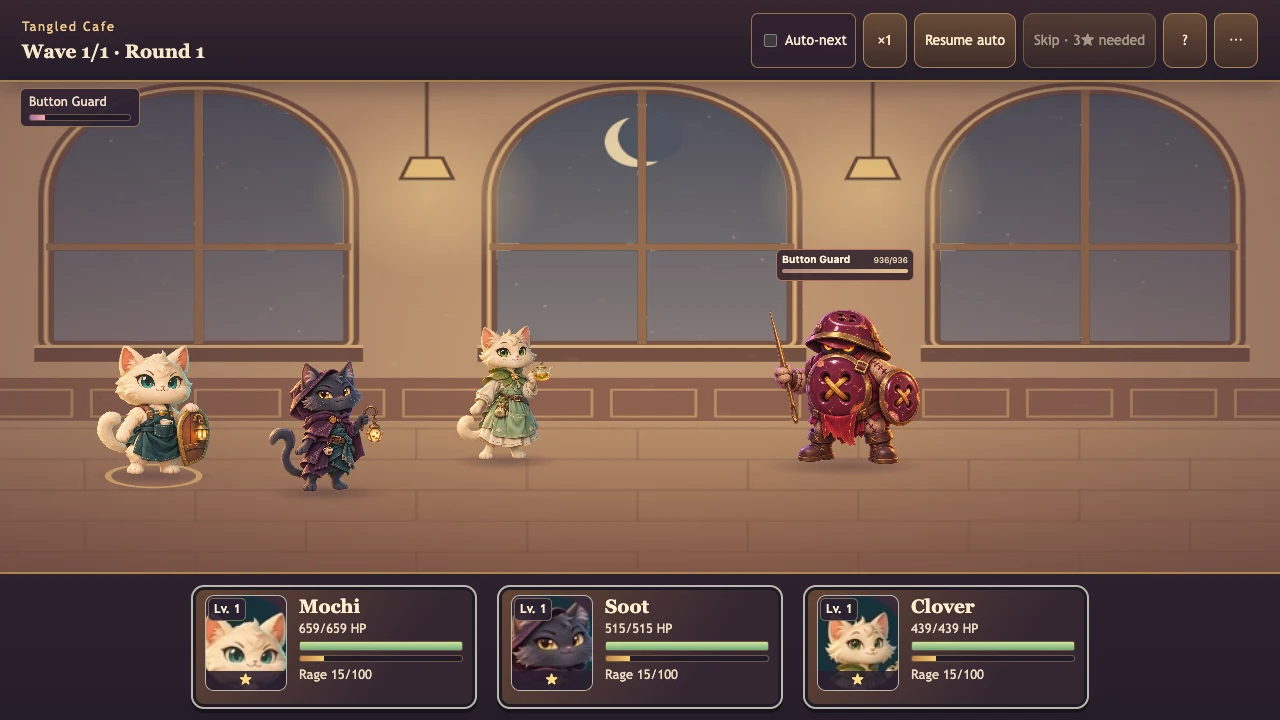 Tangled Cafe
Wave 1/1 · Round 1
Auto-next
×1
Resume auto
Skip · 3★ needed
?
···
Button Guard
Button Guard 936/936
Lv. 1
Mochi
659/659 HP
Rage 15/100
Lv. 1
Soot
515/515 HP
Rage 15/100
Lv. 1
Clover
439/439 HP
Rage 15/100